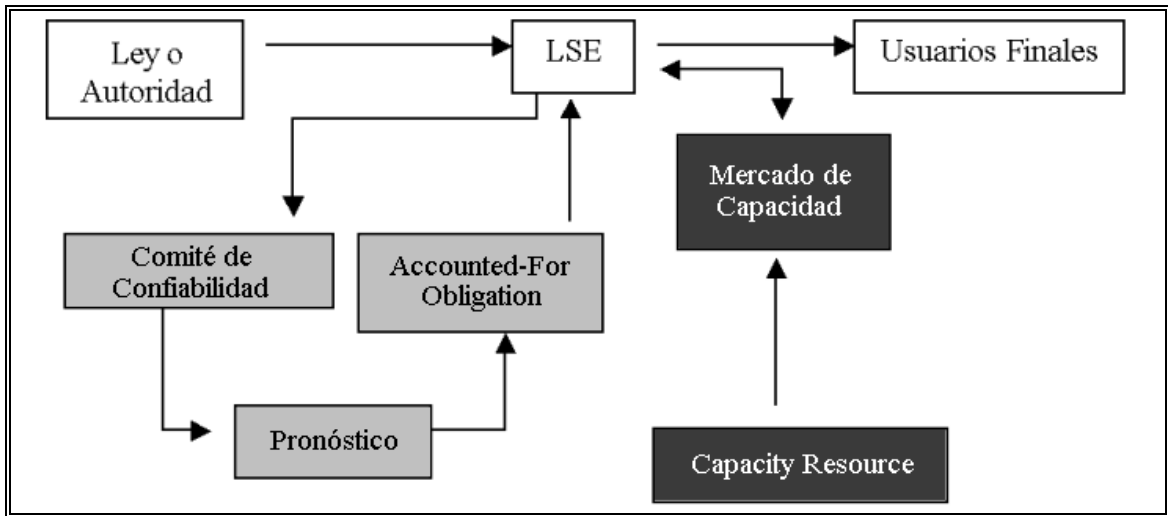 Ley o
Autoridad
LSE
Usuarios Finales
Mercado de
Capacidad
Comité de
Confiabilidad
Accounted-For
Obligation
Pronóstico
Capacity Resource